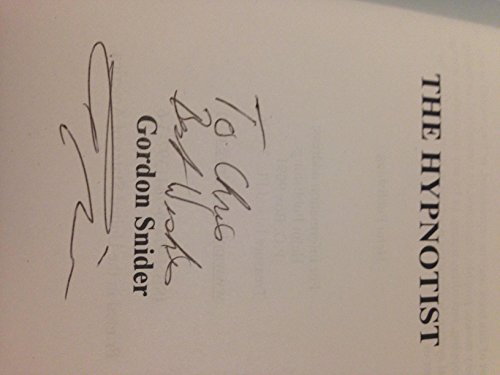 THE HYPNOTIST
To Chris
Best Wishes
Gordon Snider